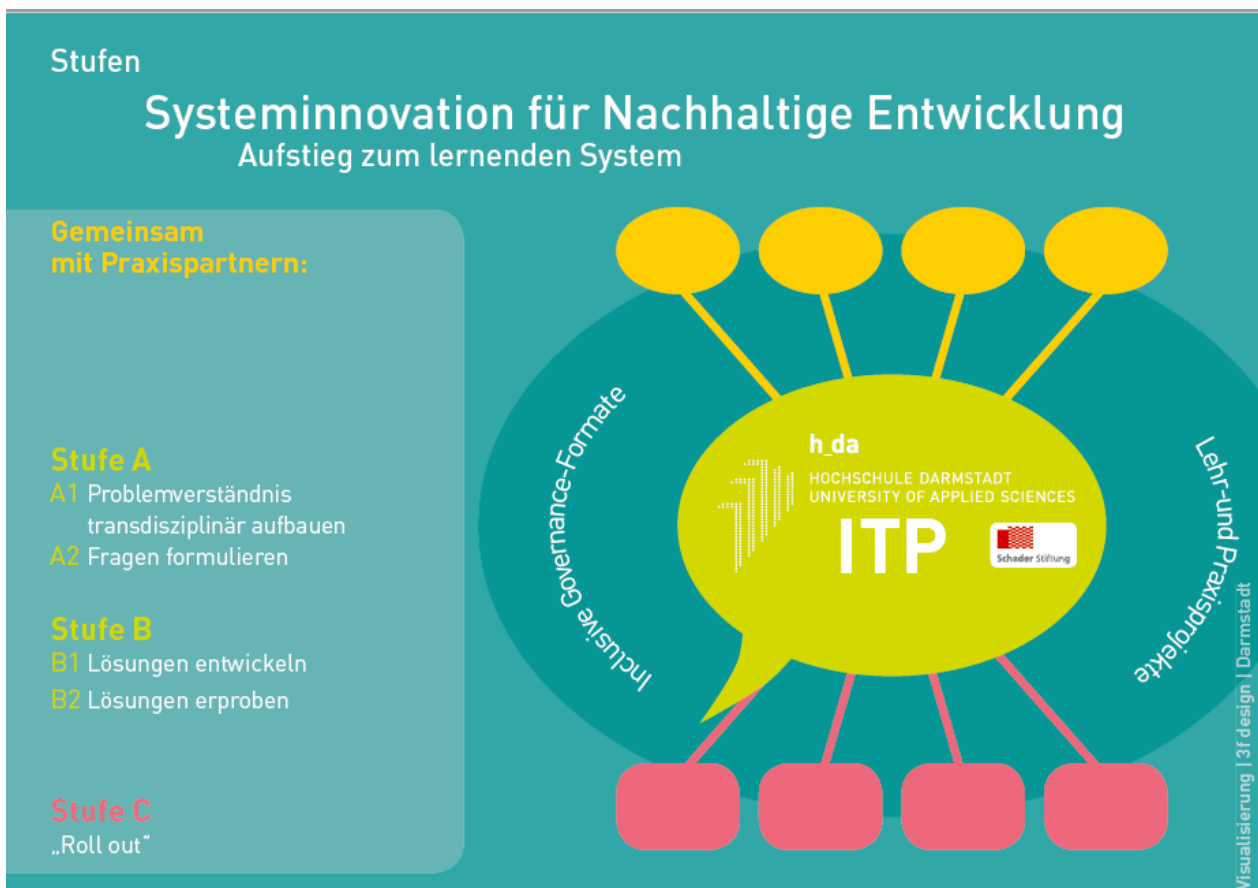 Stufen
Systeminnovation für Nachhaltige Entwicklung
Aufstieg zum lernenden System
Gemeinsam
mit Praxispartnern:
Stufe A
A1 Problemverständnis
transdisziplinär aufbauen
A2 Fragen formulieren
Stufe B
B1 Lösungen entwickeln
B2 Lösungen erproben
Stufe C
„Roll out“
Inclusive Governance-Formate
h_da
HOCHSCHULE DARMSTADT
UNIVERSITY OF APPLIED SCIENCES
ITP
Schader Stiftung
Lehr-und Praxisprojekte
Visualisierung | 3f design | Darmstadt